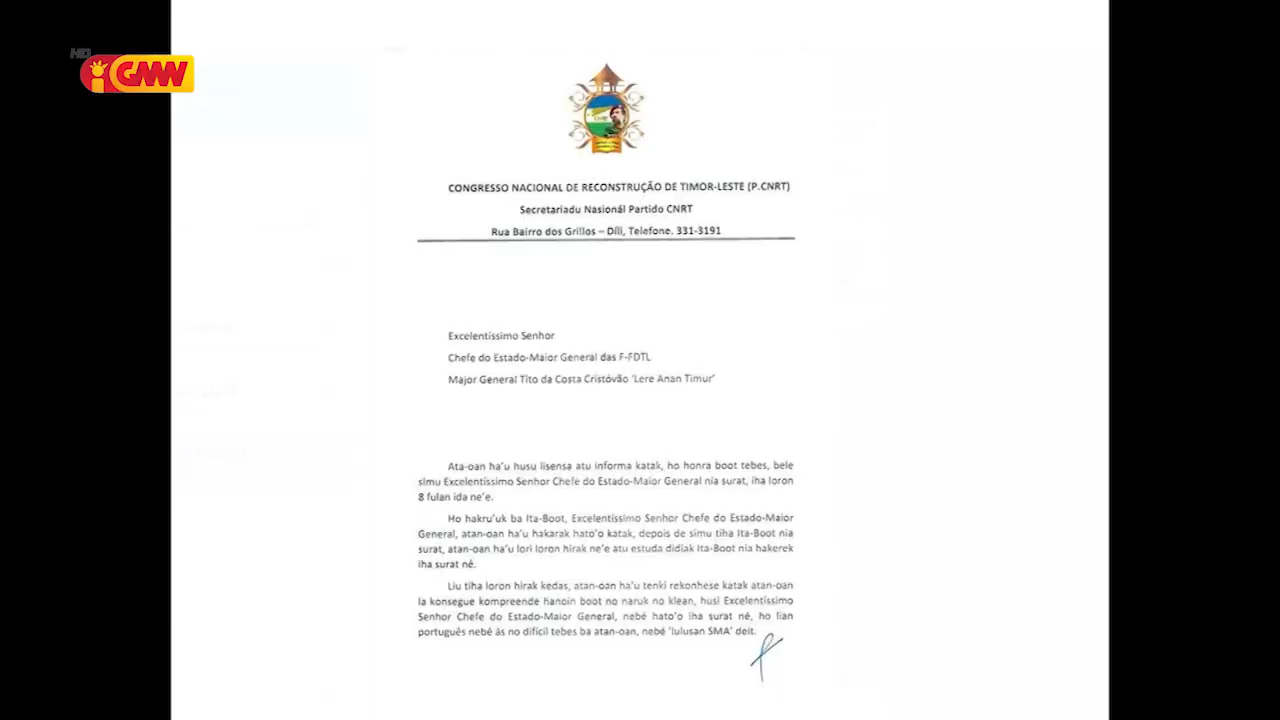 HD
GMN
CONGRESSO NACIONAL DE RECONSTRUÇÃO DE TIMOR-LESTE (P.CNRT)
Secretariadu Nasionál Partido CNRT
Rua Bairro dos Grillos – Díli, Telefone. 331-3191
Excelentíssimo Senhor
Chefe do Estado-Maior General das F-FDTL
Major General Tito da Costa Cristóvão ‘Lere Anan Timur’
Ata-oan ha’u husu lisensa atu informa katak, ho honra boot tebes, bele
simu Excelentíssimo Senhor Chefe do Estado-Maior General nia surat, iha loron
8 fulan ida ne’e.
Ho hakru’uk ba Ita-Boot, Excelentíssimo Senhor Chefe do Estado-Maior
General, atan-oan ha’u hakarak hato’o katak, depois de simu tiha Ita-Boot nia
surat, atan-oan ha’u lori loron hirak ne’e atu estuda didiak Ita-Boot nia hakerek
iha surat né.
Liu tiha loron hirak kedas, atan-oan ha’u tenki rekonhese katak atan-oan
la konsegue kompreende hanoin boot no naruk no klean, husi Excelentíssimo
Senhor Chefe do Estado-Maior General, nebé hato’o iha surat né, ho lian
português nebé ás no difícil tebes ba atan-oan, nebé ‘lulusan SMA’ deit.